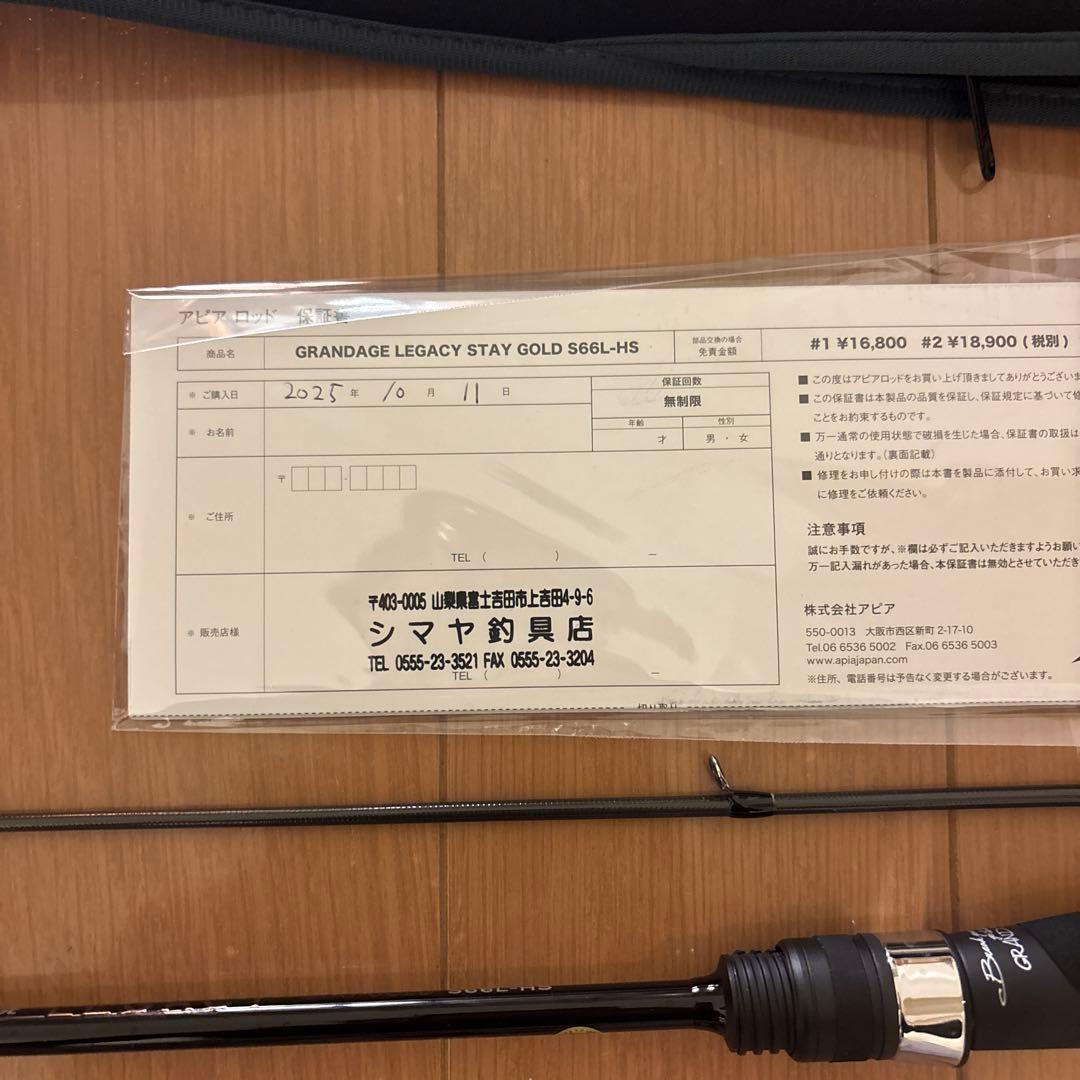 アピア ロッド 保証書
商品名
GRANDAGE LEGACY STAY GOLD S66L-HS
部品交換の場合
免責金額
#1 ¥16,800 #2 ¥18,900 (税別)
※ ご購入日
2025 年 10 月 11 日
保証回数
無制限
※ お名前
年齢
性別
才
男 ・ 女
※ ご住所
〒 -
TEL ( ) －
※ 販売店様
〒403-0005 山梨県富士吉田市上吉田4-9-6
シマヤ釣具店
TEL 0555-23-3521 FAX 0555-23-3204
TEL ( ) －
切り取り
■ この度はアピアロッドをお買い上げ頂きましてありがとうございま
■ この保証書は本製品の品質を保証し、保証規定に基づいて修
ことをお約束するものです。
■ 万一通常の使用状態で破損を生じた場合、保証書の取扱は
通りとなります。(裏面記載)
■ 修理をお申し付けの際は本書を製品に添付して、お買い求
に修理をご依頼ください。
注意事項
誠にお手数ですが、※欄は必ずご記入いただきますようお願い
万一記入漏れがあった場合、本保証書は無効とさせていただき
株式会社アピア
550-0013 大阪市西区新町 2-17-10
Tel.06 6536 5002 Fax.06 6536 5003
www.apiajapan.com
※住所、電話番号は予告なく変更する場合がございます。
S66L-HS